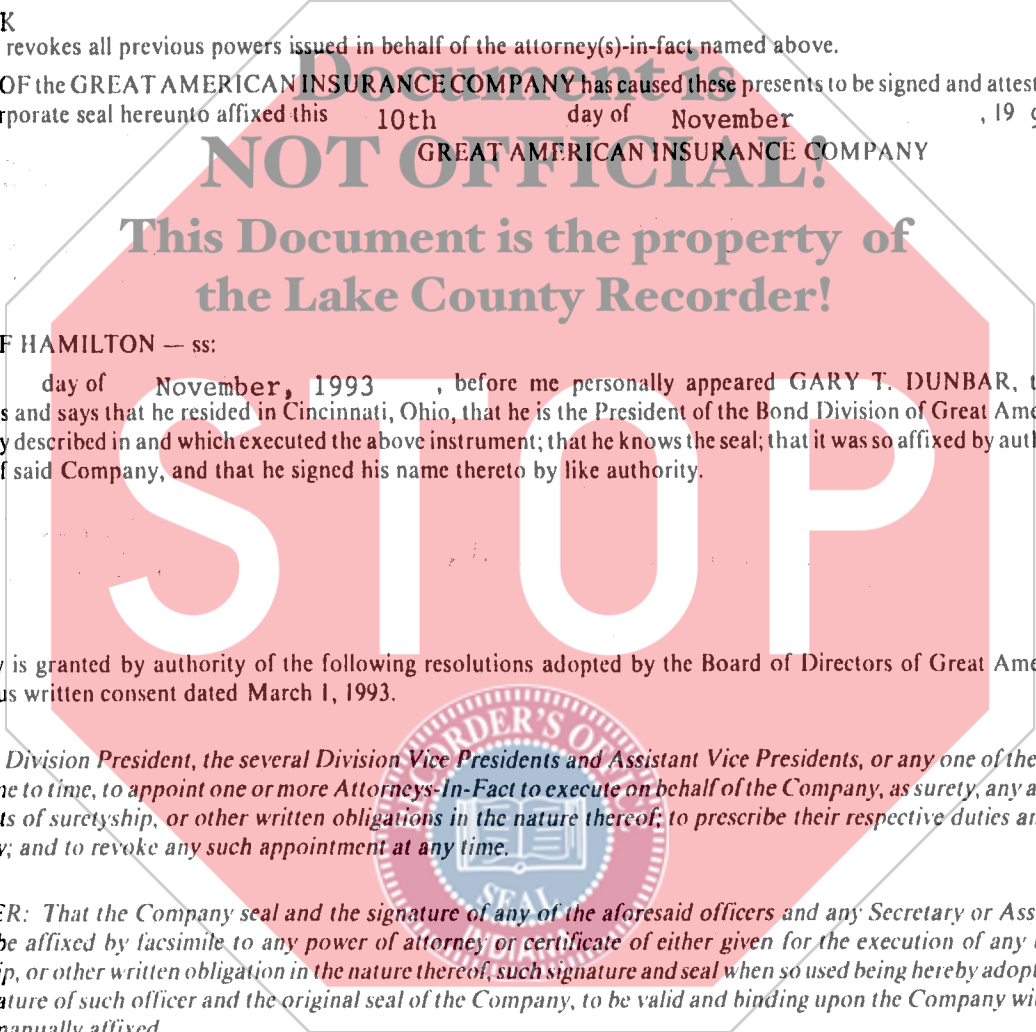 K
revokes all previous powers issued in behalf of the attorney(s)-in-fact named above.
Document is
OF the GREAT AMERICAN INSURANCE COMPANY has caused these presents to be signed and attest
rporate seal hereunto affixed this 10th day of November , 19 9
NOT OFFICIAL!
GREAT AMERICAN INSURANCE COMPANY
This Document is the property of
the Lake County Recorder!
F HAMILTON — ss:
day of November, 1993 , before me personally appeared GARY T. DUNBAR, t
s and says that he resided in Cincinnati, Ohio, that he is the President of the Bond Division of Great Ame
y described in and which executed the above instrument; that he knows the seal; that it was so affixed by auth
f said Company, and that he signed his name thereto by like authority.
STOP
y is granted by authority of the following resolutions adopted by the Board of Directors of Great Ame
us written consent dated March 1, 1993.
RECORDER'S OFFICE
Division President, the several Division Vice Presidents and Assistant Vice Presidents, or any one of the
ne to time, to appoint one or more Attorneys-In-Fact to execute on behalf of the Company, as surety, any a
ts of suretyship, or other written obligations in the nature thereof; to prescribe their respective duties an
y; and to revoke any such appointment at any time.
SEAL
ER: That the Company seal and the signature of any of the aforesaid officers and any Secretary or Ass
be affixed by facsimile to any power of attorney or certificate of either given for the execution of any
INDIANA
ip, or other written obligation in the nature thereof, such signature and seal when so used being hereby adopt
ature of such officer and the original seal of the Company, to be valid and binding upon the Company wi
manually affixed